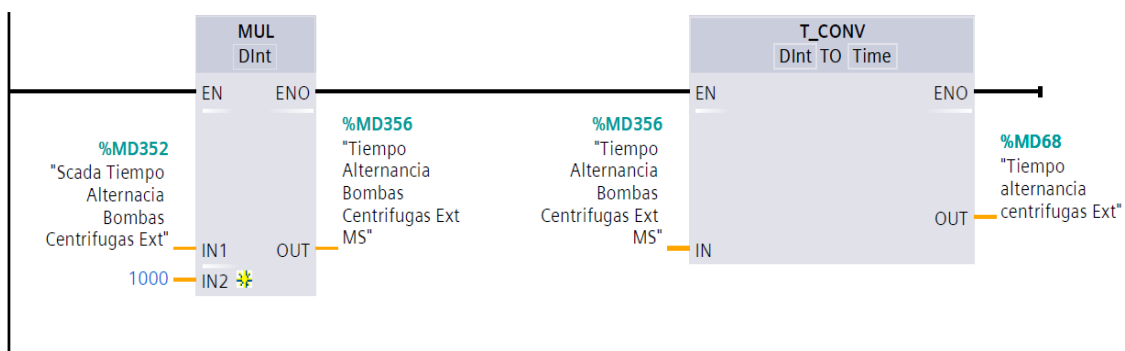 MUL
DInt
EN ENO
%MD352
"Scada Tiempo
Alternacia
Bombas
Centrifugas Ext"
IN1
1000
IN2
OUT
%MD356
"Tiempo
Alternancia
Bombas
Centrifugas Ext
MS"
T_CONV
DInt TO Time
EN ENO
%MD356
"Tiempo
Alternancia
Bombas
Centrifugas Ext
MS"
IN
OUT
%MD68
"Tiempo
alternancia
centrifugas Ext"